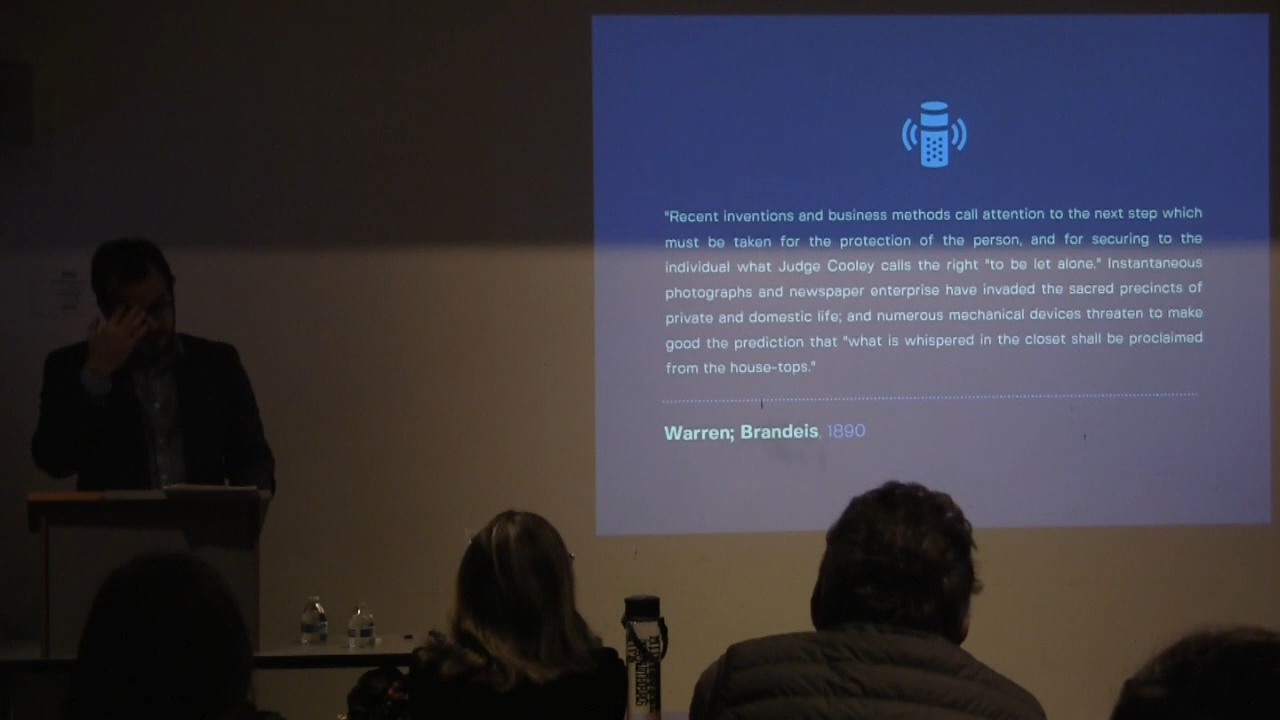 "Recent inventions and business methods call attention to the next step which
must be taken for the protection of the person, and for securing to the
individual what Judge Cooley calls the right "to be let alone." Instantaneous
photographs and newspaper enterprise have invaded the sacred precincts of
private and domestic life; and numerous mechanical devices threaten to make
good the prediction that "what is whispered in the closet shall be proclaimed
from the house-tops."
Warren; Brandeis, 1890